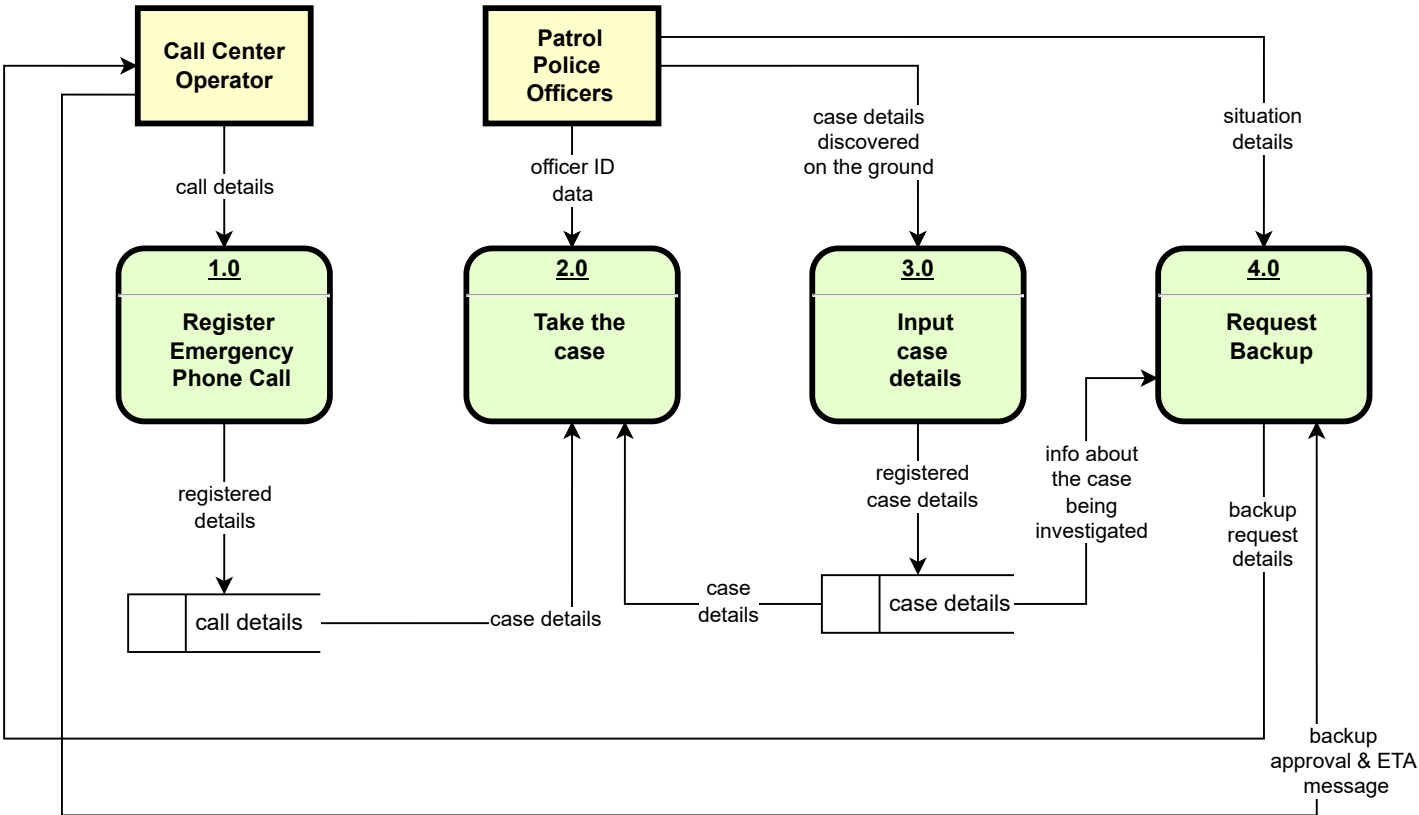 Call Center
Operator
Patrol
Police
Officers
call details
officer ID
data
case details
discovered
on the ground
situation
details
1.0
Register
Emergency
Phone Call
2.0
Take the
case
3.0
Input
case
details
4.0
Request
Backup
registered
details
registered
case details
info about
the case
being
investigated
backup
request
details
call details
case details
case
details
case details
backup
approval & ETA
message